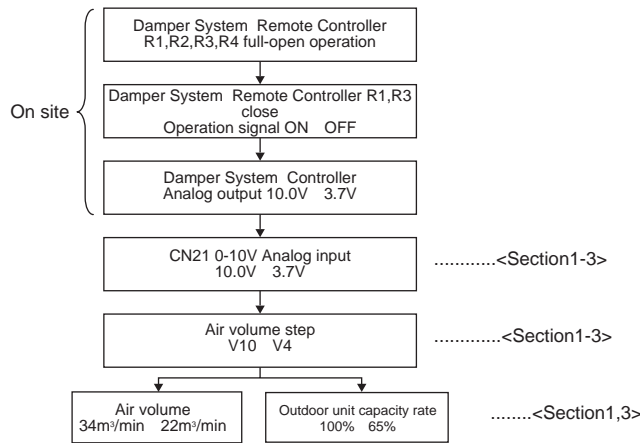 Damper System Remote Controller
R1,R2,R3,R4 full-open operation
On site
Damper System Remote Controller R1,R3
close
Operation signal ON OFF
Damper System Controller
Analog output 10.0V 3.7V
CN21 0-10V Analog input
10.0V 3.7V
............<Section1-3>
Air volume step
V10 V4
............<Section1-3>
Air volume
34m³/min 22m³/min
Outdoor unit capacity rate
100% 65%
........<Section1,3>